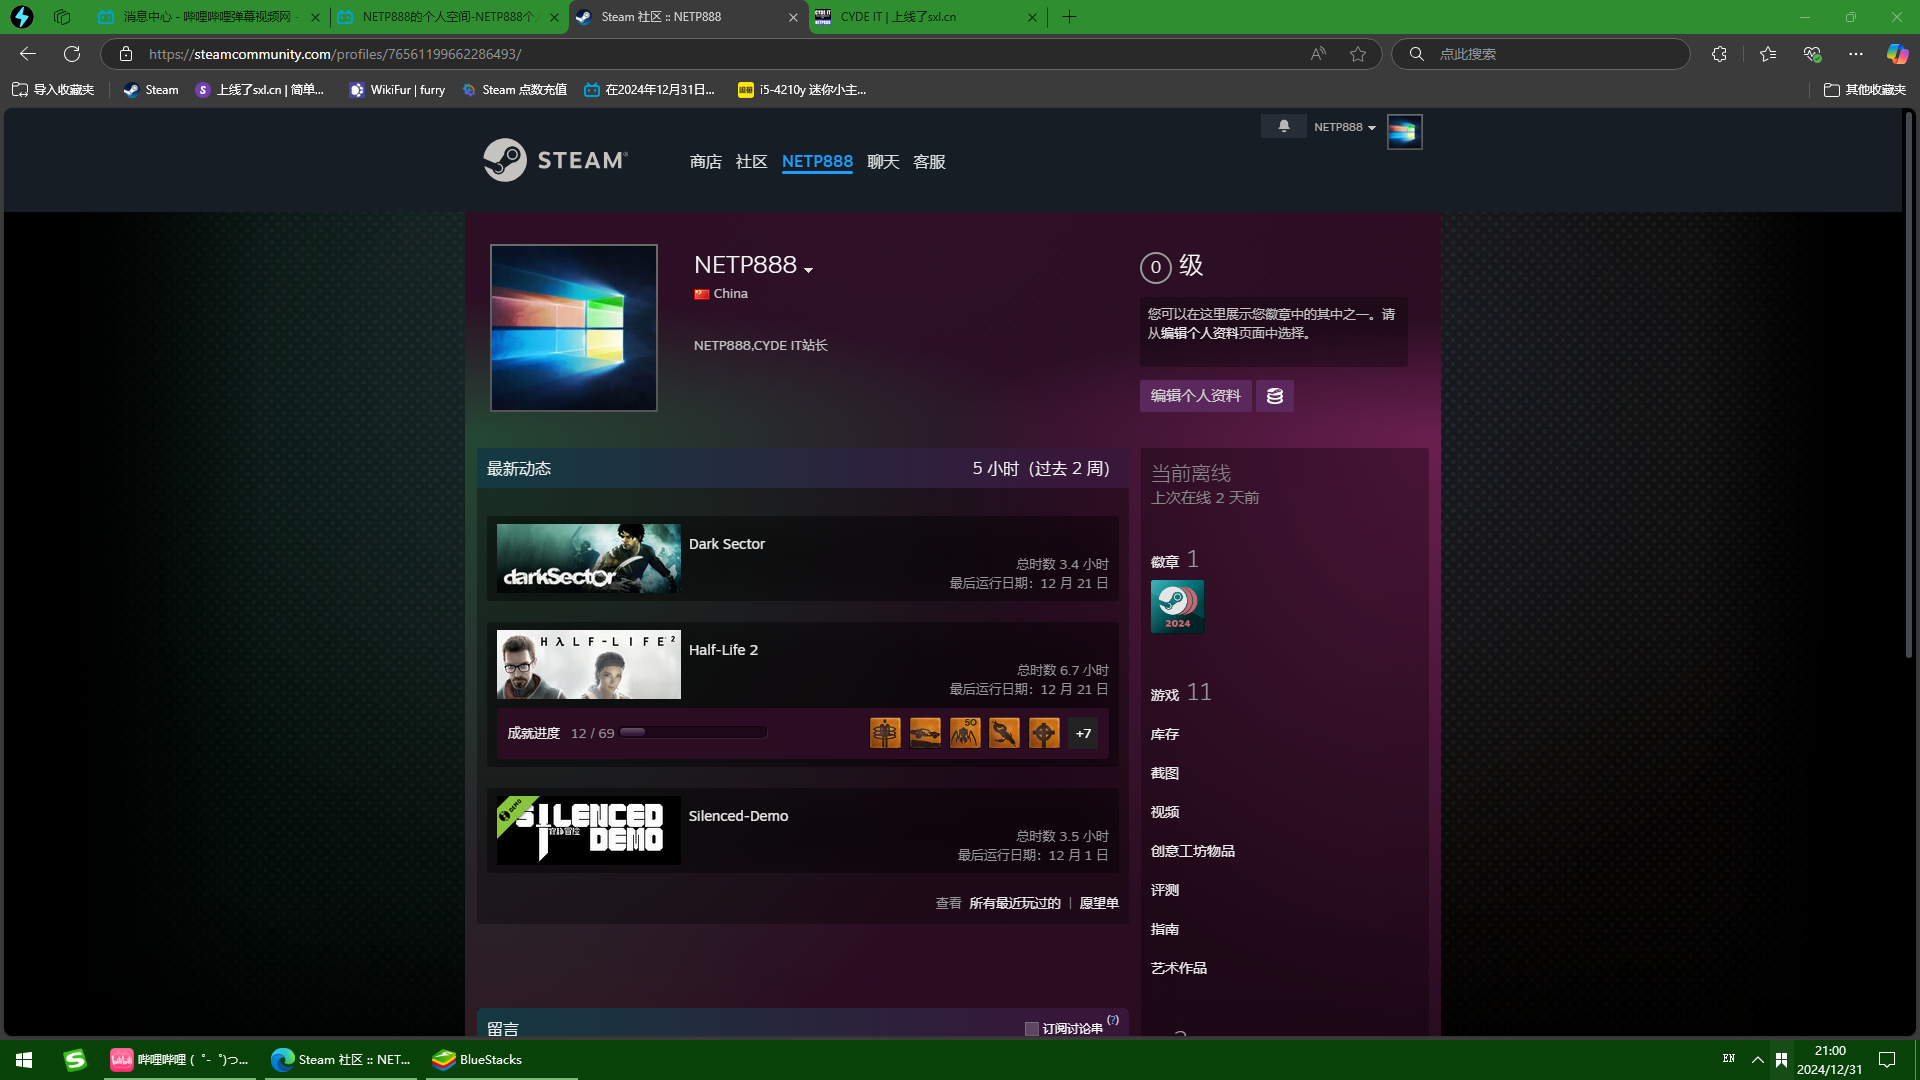 消息中心 - 哔哩哔哩弹幕视频网 -
NETP888的个人空间-NETP888个人
Steam 社区 :: NETP888
CYDE IT | 上线了sxl.cn
https://steamcommunity.com/profiles/76561199662286493/
点此搜索
导入收藏夹
Steam
上线了sxl.cn | 简单...
WikiFur | furry
Steam 点数充值
在2024年12月31日...
i5-4210y 迷你小主...
其他收藏夹
NETP888
STEAM
商店 社区 NETP888 聊天 客服
NETP888
China
NETP888,CYDE IT站长
0 级
您可以在这里展示您徽章中的其中之一。请
从编辑个人资料页面中选择。
编辑个人资料
最新动态
5 小时（过去 2 周）
darkSector
Dark Sector
总时数 3.4 小时
最后运行日期：12 月 21 日
HλLF-LIFE 2
Half-Life 2
总时数 6.7 小时
最后运行日期：12 月 21 日
成就进度 12 / 69
50
+7
DEMO
SILENCED
DEMO
Silenced-Demo
总时数 3.5 小时
最后运行日期：12 月 1 日
查看 所有最近玩过的 | 愿望单
当前离线
上次在线 2 天前
徽章 1
2024
游戏 11
库存
截图
视频
创意工坊物品
评测
指南
艺术作品
留言
订阅讨论串 (?)
哔哩哔哩 (゜-゜)つ...
Steam 社区 :: NET...
BlueStacks
EN
21:00
2024/12/31